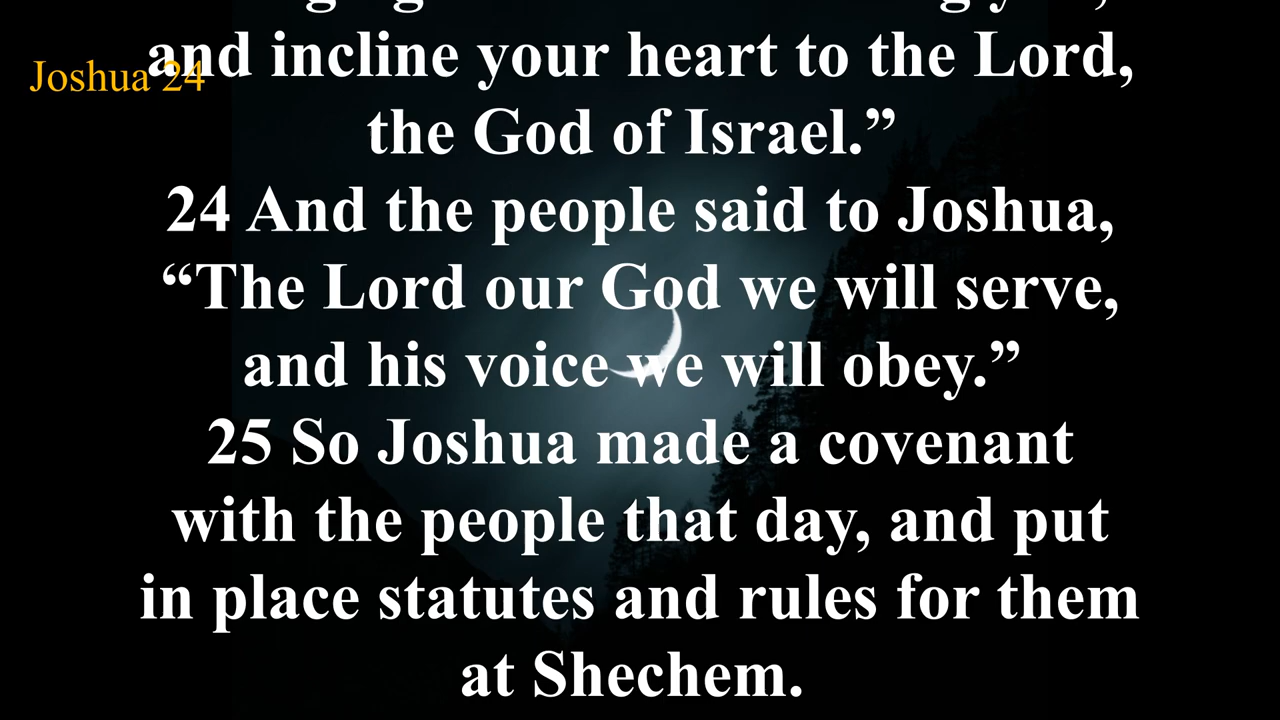 and incline your heart to the Lord,
Joshua 24
the God of Israel.”
24 And the people said to Joshua,
“The Lord our God we will serve,
and his voice we will obey.”
25 So Joshua made a covenant
with the people that day, and put
in place statutes and rules for them
at Shechem.